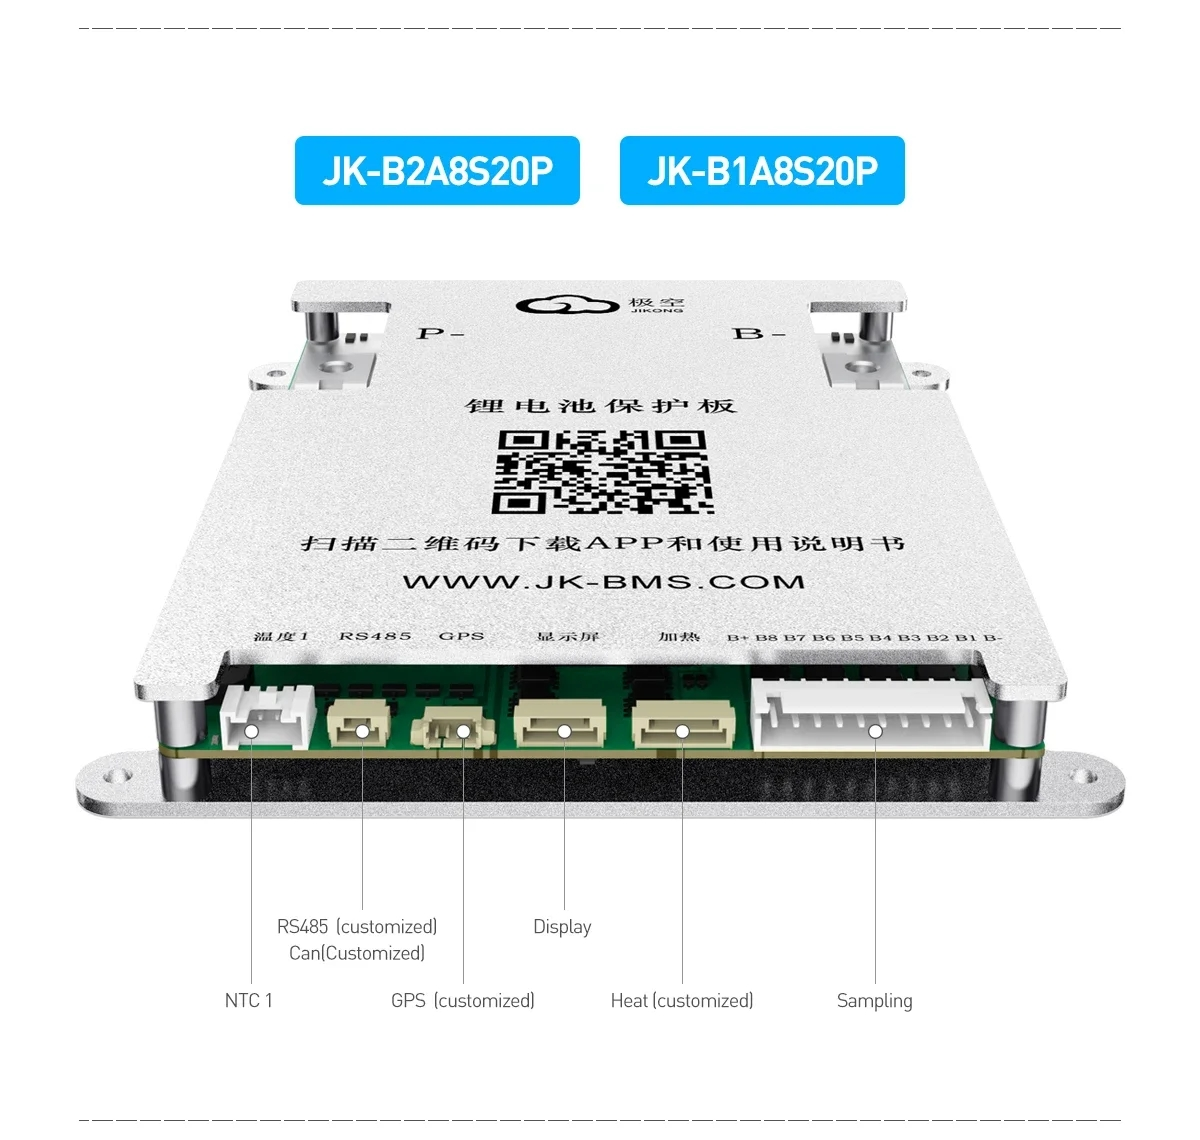 JK-B2A8S20P JK-B1A8S20P
极空
JIKONG
P- B-
锂电池保护板
扫描二维码下载APP和使用说明书
WWW.JK-BMS.COM
温度1 RS485 GPS 显示屏 加热 B+ B8 B7 B6 B5 B4 B3 B2 B1 B-
RS485 (customized) Display
Can(Customized)
NTC 1 GPS (customized) Heat (customized) Sampling